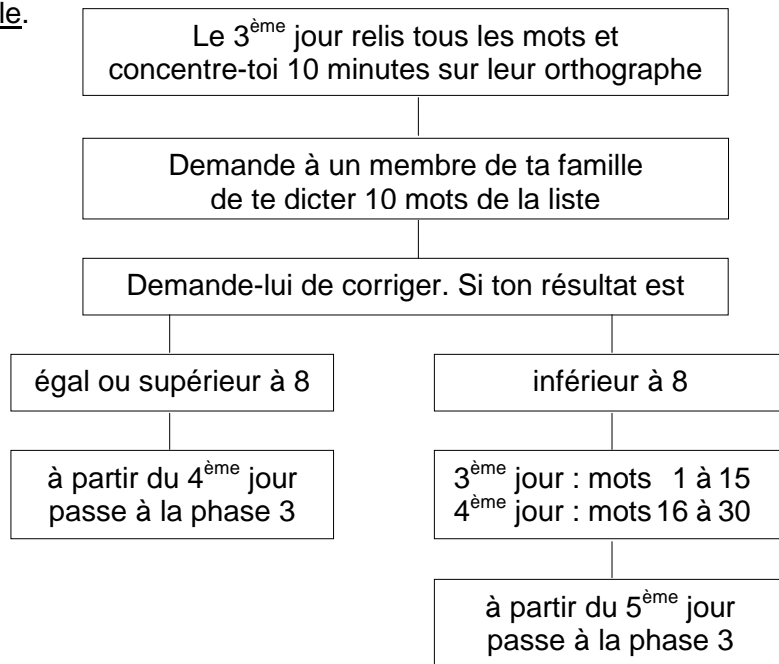 le.
Le 3ème jour relis tous les mots et
concentre-toi 10 minutes sur leur orthographe
Demande à un membre de ta famille
de te dicter 10 mots de la liste
Demande-lui de corriger. Si ton résultat est
égal ou supérieur à 8
inférieur à 8
à partir du 4ème jour
passe à la phase 3
3ème jour : mots 1 à 15
4ème jour : mots 16 à 30
à partir du 5ème jour
passe à la phase 3